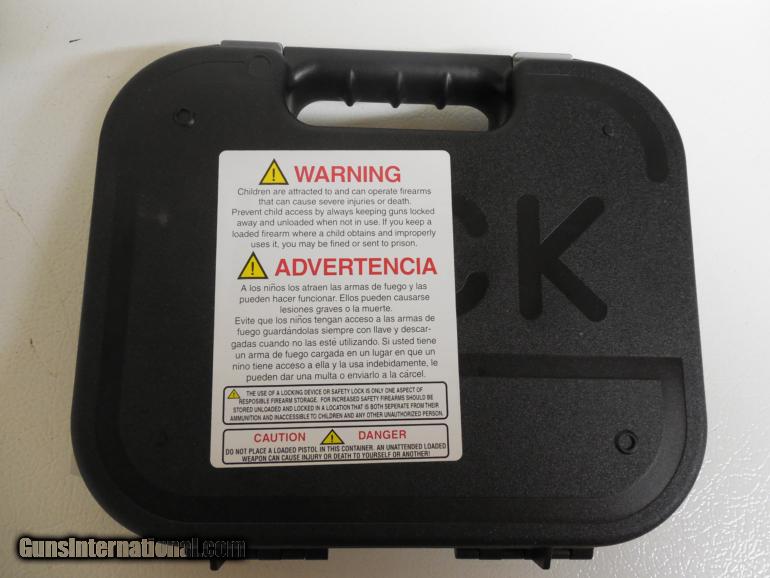 WARNING
Children are attracted to and can operate firearms
that can cause severe injuries or death.
Prevent child access by always keeping guns locked
away and unloaded when not in use. If you keep a
loaded firearm where a child obtains and improperly
uses it, you may be fined or sent to prison.
CK
ADVERTENCIA
A los niños los atraen las armas de fuego y las
pueden hacer funcionar. Ellos pueden causarse
lesiones graves o la muerte.
Evite que los niños tengan acceso a las armas de
fuego guardándolas siempre con llave y descar-
gadas cuando no las esté utilizando. Si usted tiene
un arma de fuego cargada en un lugar en que un
nino tiene acceso a ella y la usa indebidamente, le
pueden dar una multa o enviarlo a la cárcel.
THE USE OF A LOCKING DEVICE OR SAFETY LOCK IS ONLY ONE ASPECT OF
RESPOSIBLE FIREARM STORAGE. FOR INCREASED SAFETY FIREARMS SHOULD BE
STORED UNLOADED AND LOCKED IN A LOCATION THAT IS BOTH SEPERATE FROM THEIR
AMMUNITION AND INACCESSIBLE TO CHILDREN AND ANY OTHER UNAUTHORIZED PERSON.
CAUTION DANGER
DO NOT PLACE A LOADED PISTOL IN THIS CONTAINER. AN UNATTENDED LOADED
WEAPON CAN CAUSE INJURY OR DEATH TO YOURSELF OR ANOTHER!
GunsInternational.com